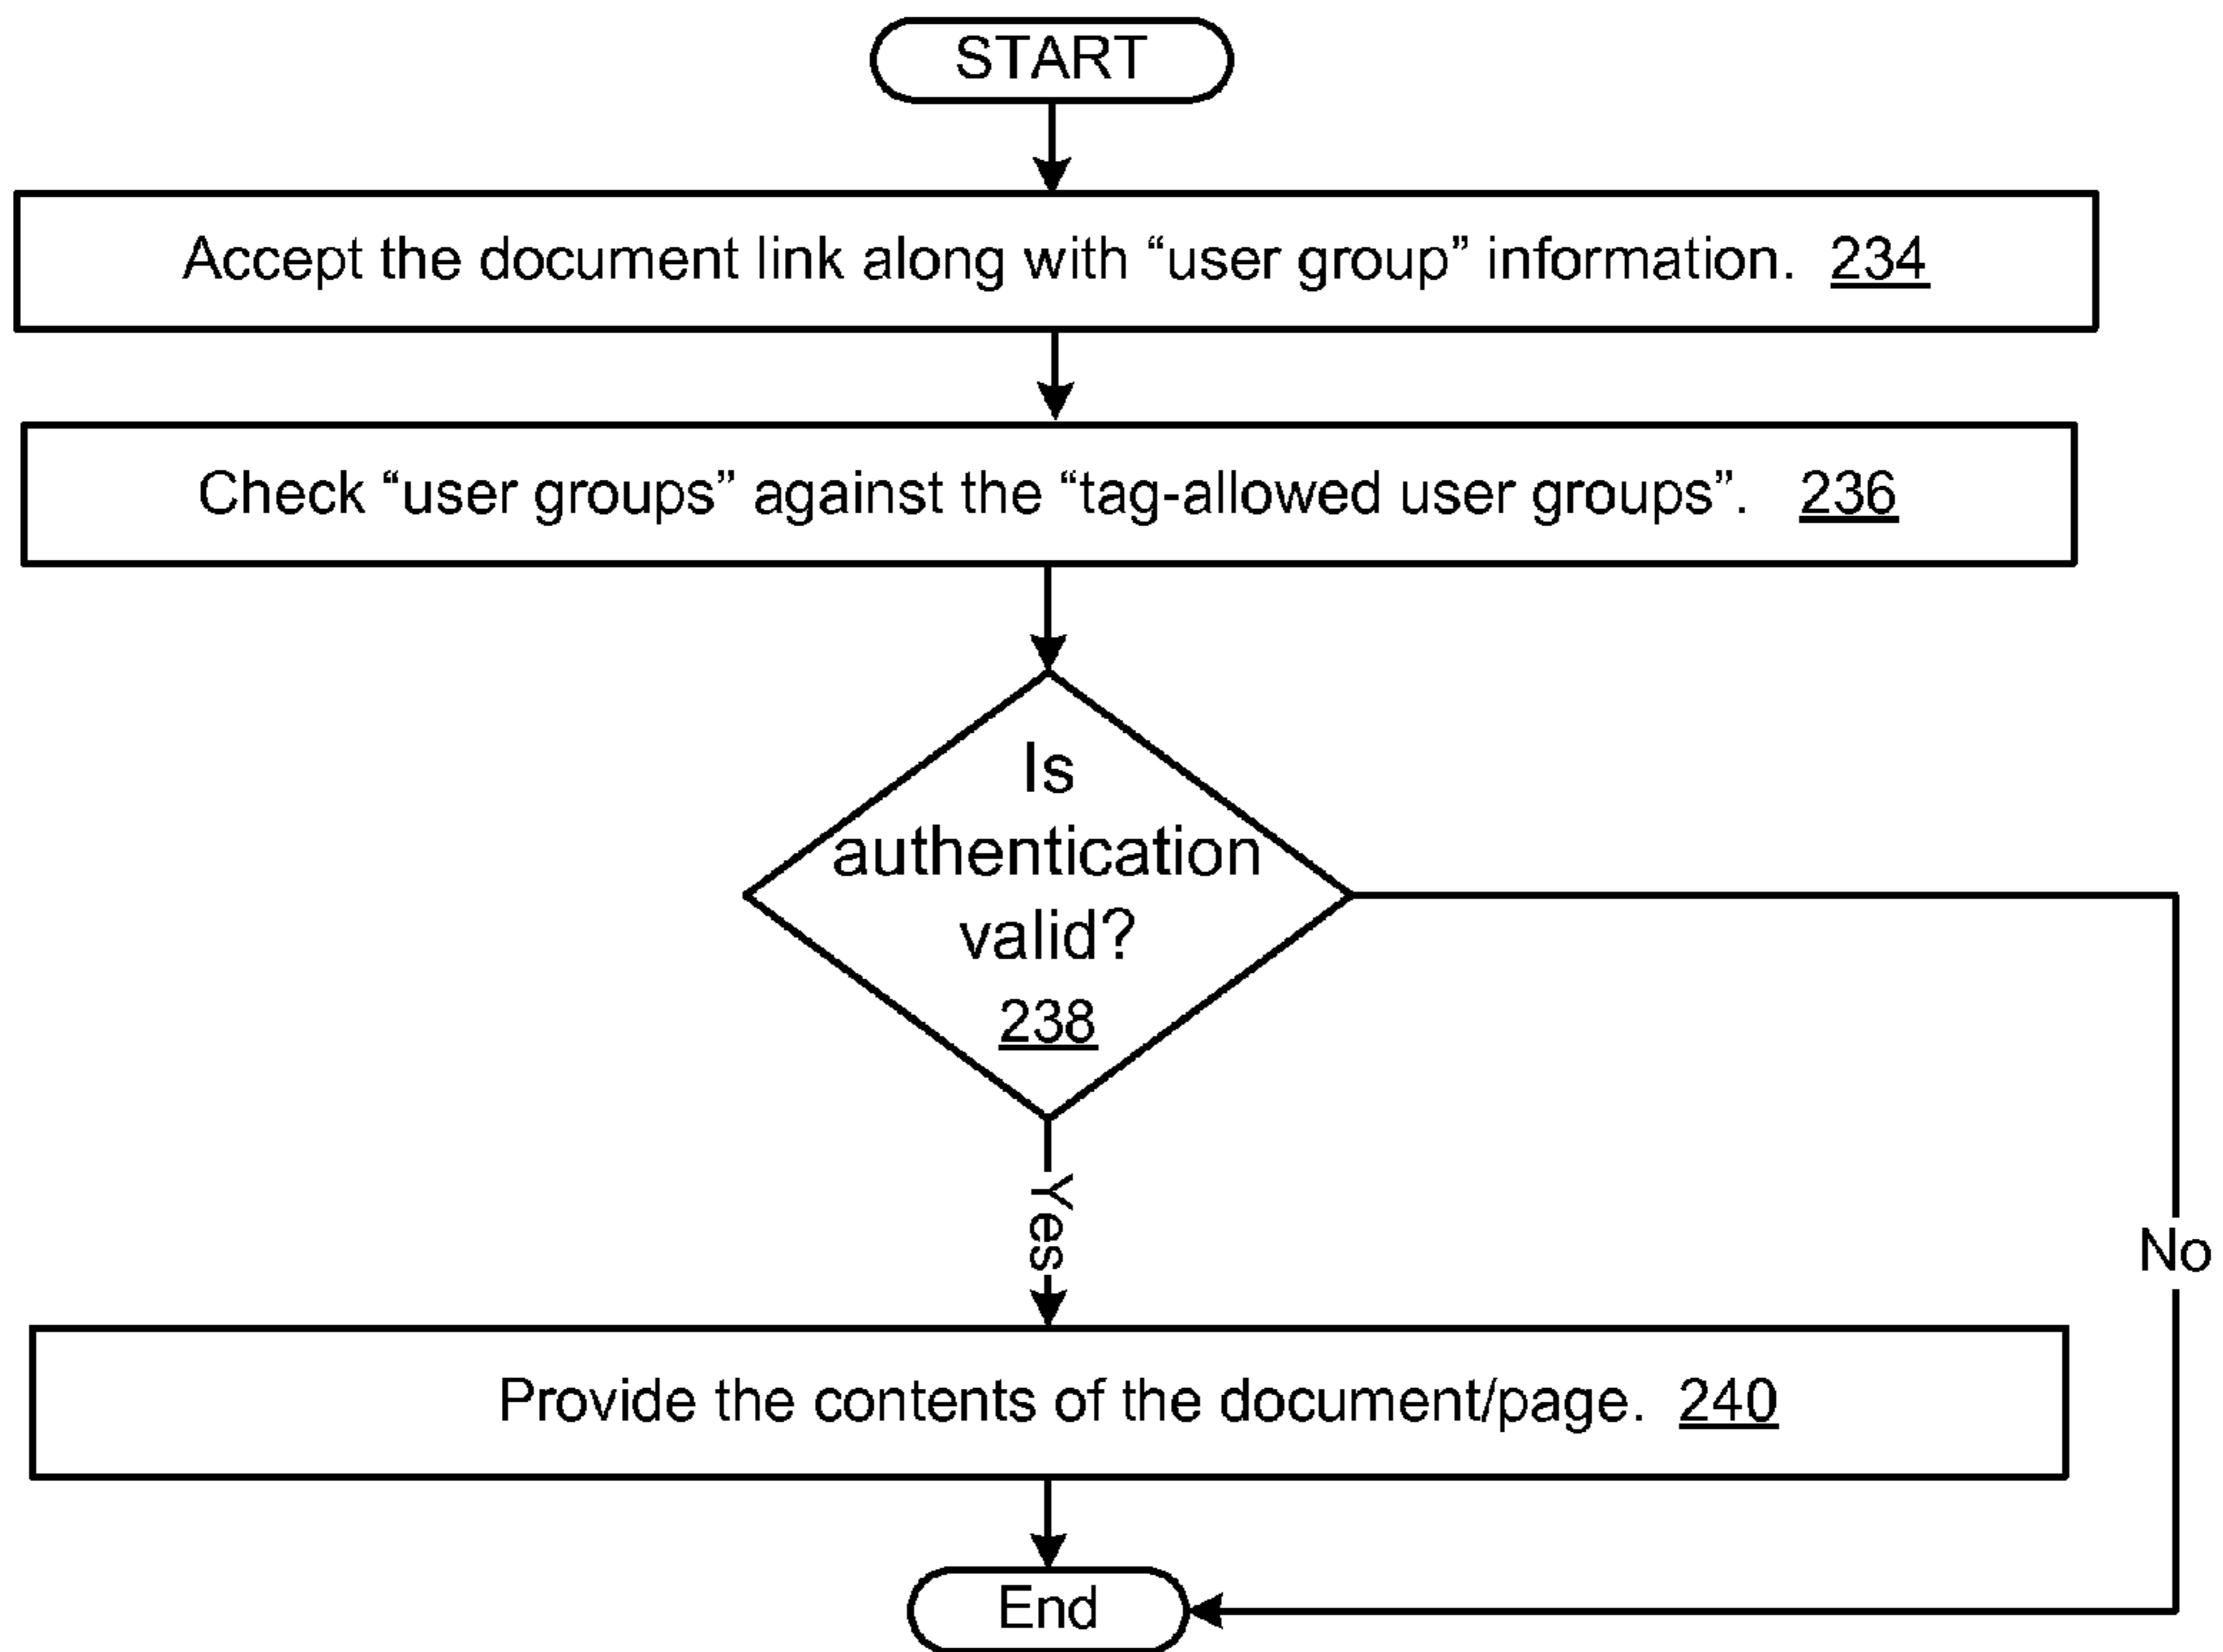 START
Accept the document link along with “user group” information. 234
Check “user groups” against the “tag-allowed user groups”. 236
Is
authentication
valid?
238
Yes
No
Provide the contents of the document/page. 240
End